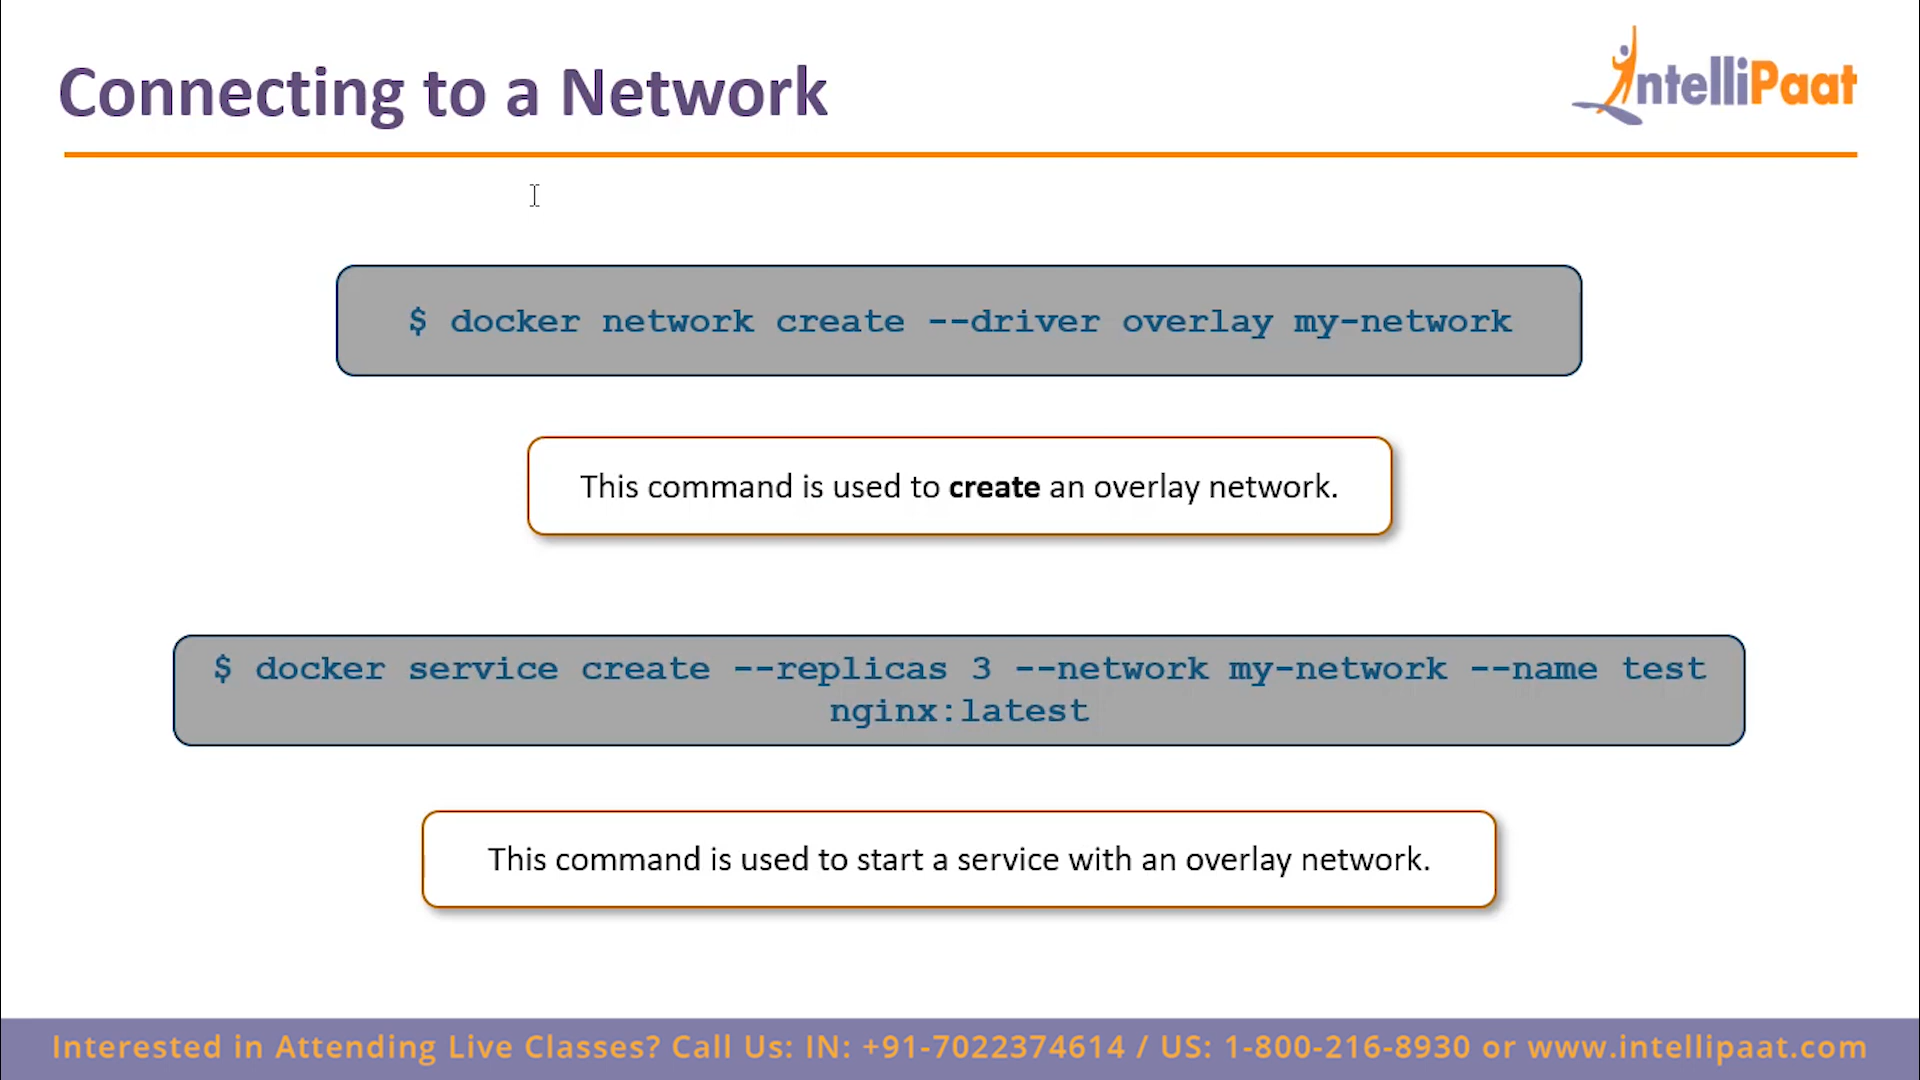 Connecting to a Network
IntelliPaat
$ docker network create --driver overlay my-network
This command is used to create an overlay network.
$ docker service create --replicas 3 --network my-network --name test
nginx:latest
This command is used to start a service with an overlay network.
Interested in Attending Live Classes? Call Us: IN: +91-7022374614 / US: 1-800-216-8930 or www.intellipaat.com